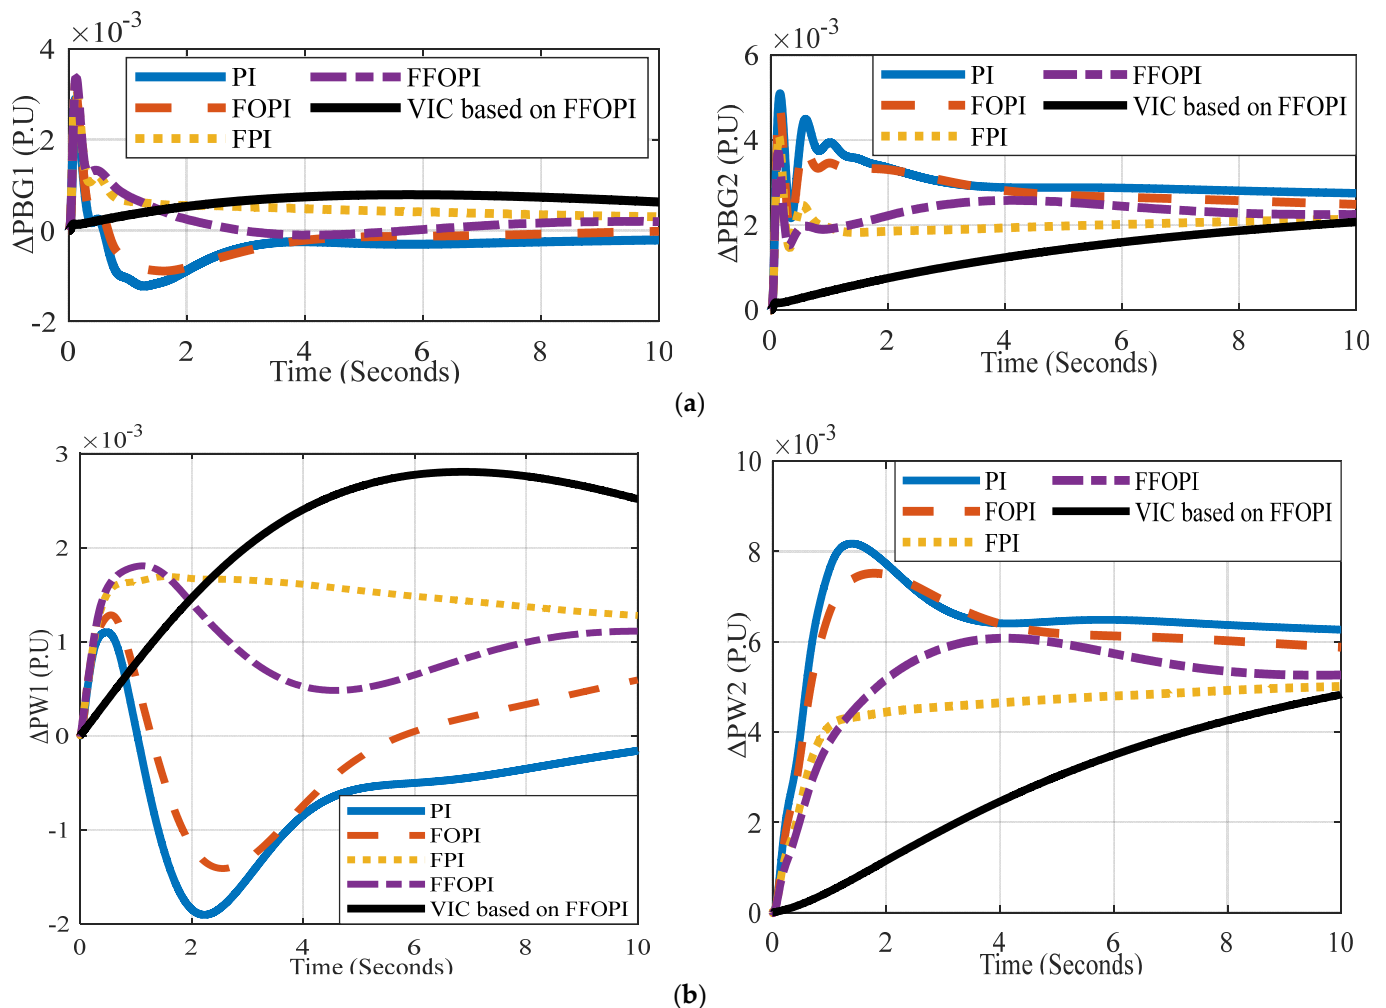 ×10-3
4
2
0
-2
0 2 4 6 8 10
ΔPBG1 (P.U)
Time (Seconds)
PI
FOPI
FPI
FFOPI
VIC based on FFOPI
×10-3
6
4
2
0
0 2 4 6 8 10
ΔPBG2 (P.U)
Time (Seconds)
PI
FOPI
FPI
FFOPI
VIC based on FFOPI
(a)
×10-3
3
2
1
0
-1
-2
0 2 4 6 8 10
ΔPW1 (P.U)
Time (Seconds)
PI
FOPI
FPI
FFOPI
VIC based on FFOPI
×10-3
10
8
6
4
2
0
0 2 4 6 8 10
ΔPW2 (P.U)
Time (Seconds)
PI
FOPI
FPI
FFOPI
VIC based on FFOPI
(b)